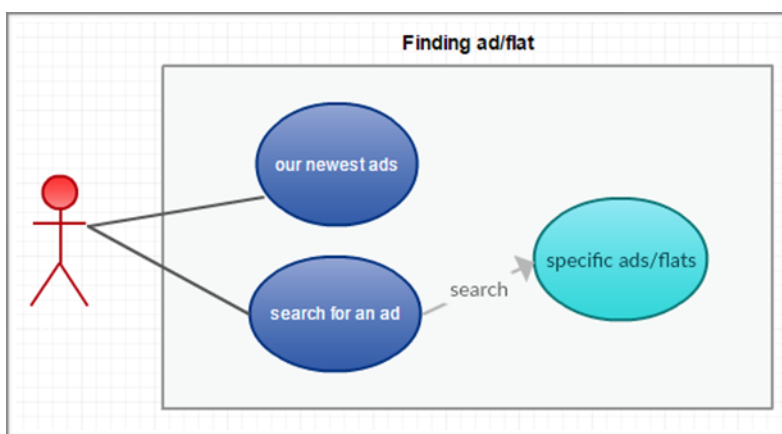 Finding ad/flat
our newest ads
specific ads/flats
search
search for an ad